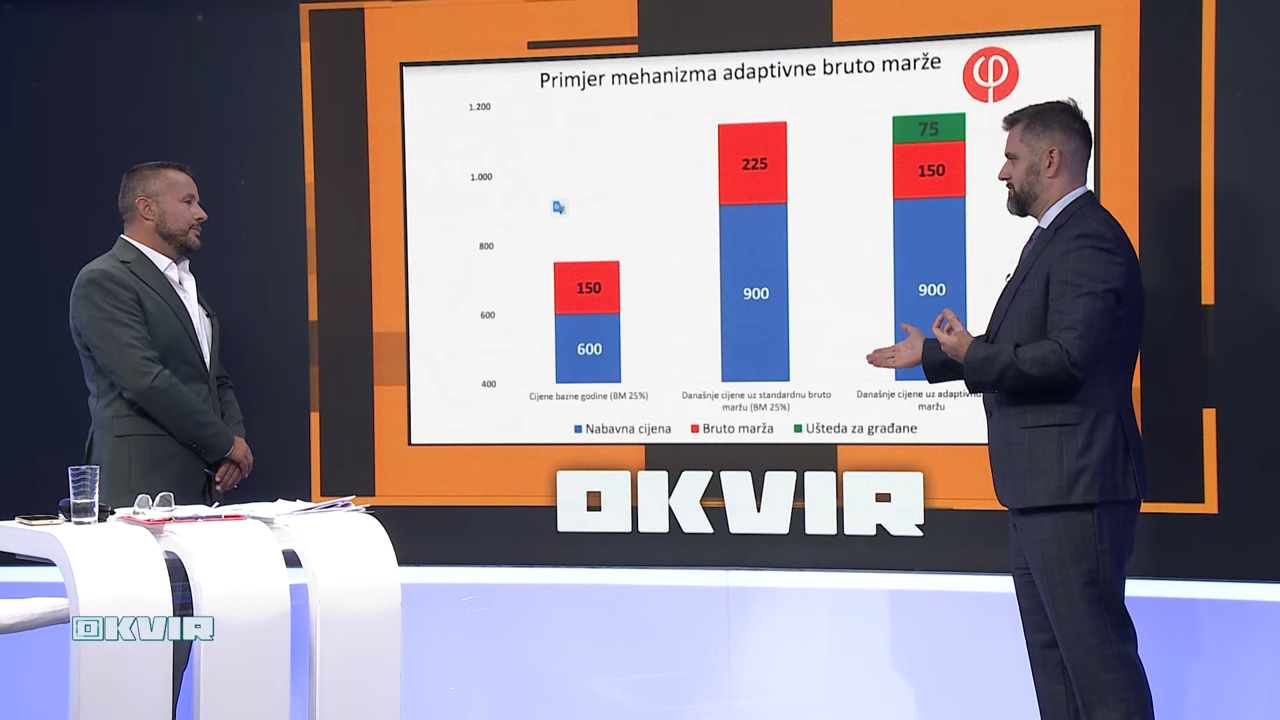 Primjer mehanizma adaptivne bruto marže
φ
1.200
1.000
800
600
400
150
600
225
900
75
150
900
Cijene bazne godine (BM 25%)
Današnje cijene uz standardnu bruto
maržu (BM 25%)
Današnje cijene uz
maržu
Nabavna cijena
Bruto marža
Ušteda za građane
OKVIR
OKVIR